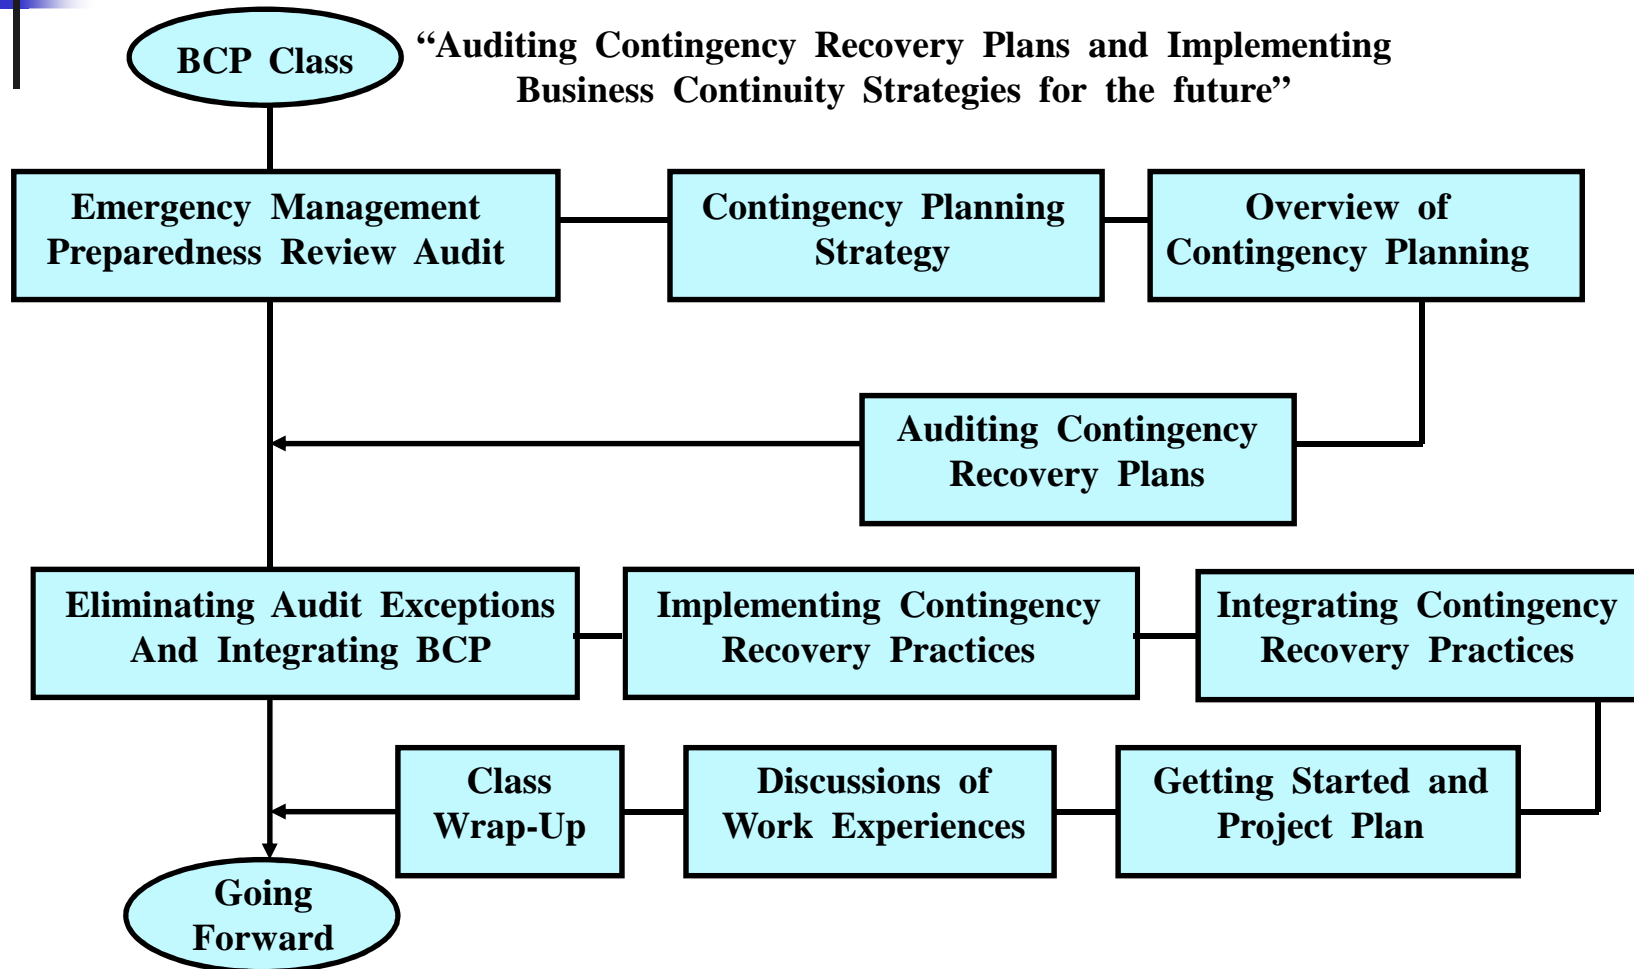 BCP Class
“Auditing Contingency Recovery Plans and Implementing
Business Continuity Strategies for the future”
Emergency Management
Preparedness Review Audit
Contingency Planning
Strategy
Overview of
Contingency Planning
Auditing Contingency
Recovery Plans
Eliminating Audit Exceptions
And Integrating BCP
Implementing Contingency
Recovery Practices
Integrating Contingency
Recovery Practices
Class
Wrap-Up
Discussions of
Work Experiences
Getting Started and
Project Plan
Going
Forward